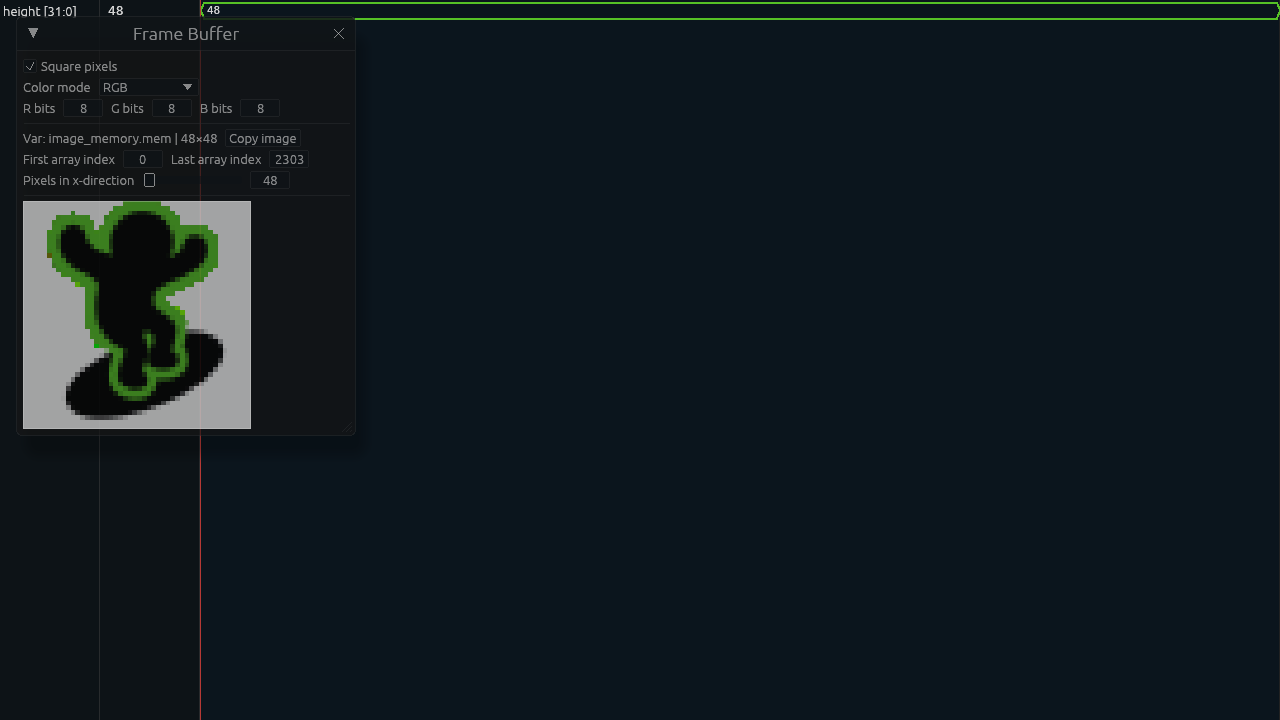 height [31:0] 48 48
Frame Buffer
Square pixels
Color mode RGB
R bits 8 G bits 8 B bits 8
Var: image_memory.mem | 48×48 Copy image
First array index 0 Last array index 2303
Pixels in x-direction 48